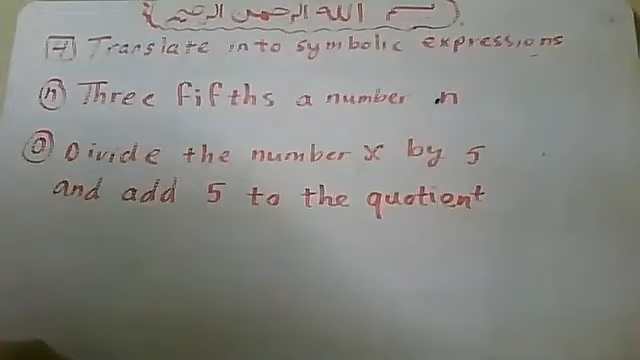 بسم الله الرحمن الرحيم
4 Translate into symbolic expressions
n Three fifths a number n
o Divide the number x by 5
and add 5 to the quotient